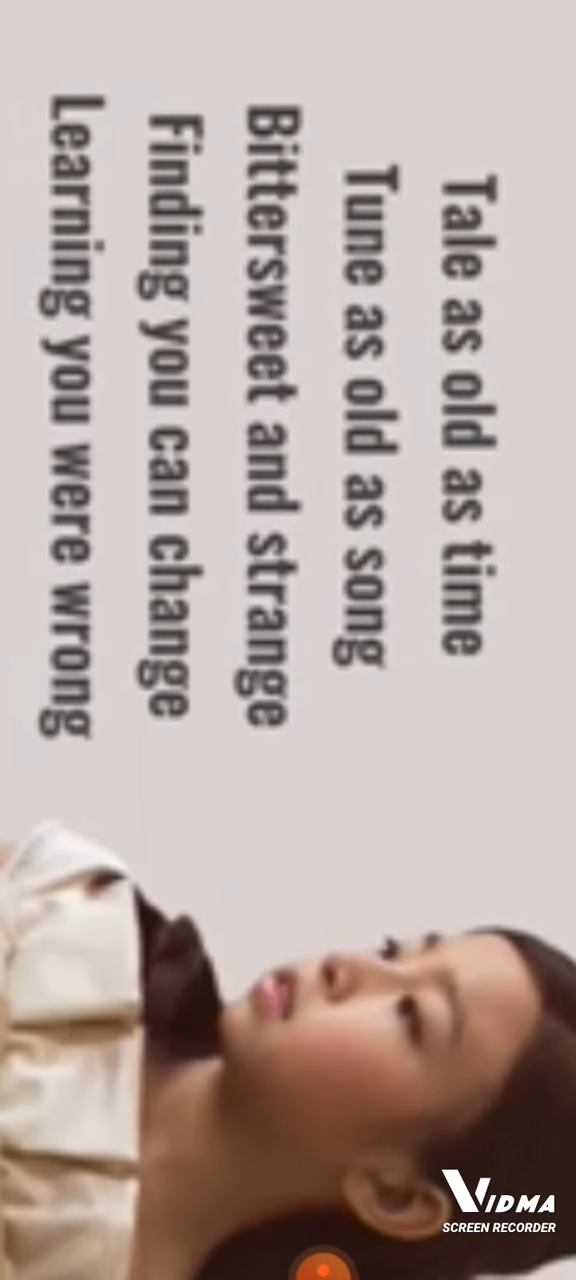 Tale as old as time
Tune as old as song
Bittersweet and strange
Finding you can change
Learning you were wrong
VIDMA
SCREEN RECORDER